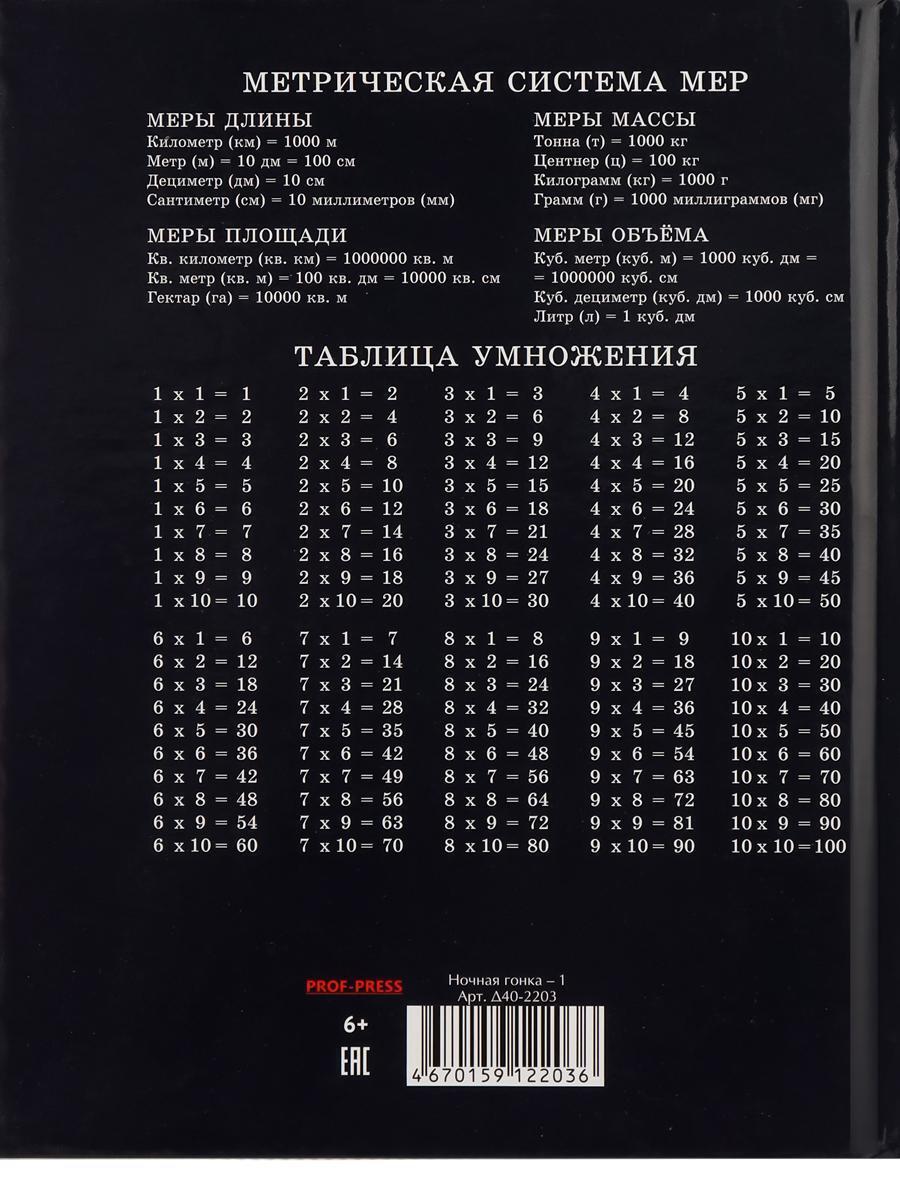 МЕТРИЧЕСКАЯ СИСТЕМА МЕР
МЕРЫ ДЛИНЫ
Километр (км) = 1000 м
Метр (м) = 10 дм = 100 см
Дециметр (дм) = 10 см
Сантиметр (см) = 10 миллиметров (мм)
МЕРЫ МАССЫ
Тонна (т) = 1000 кг
Центнер (ц) = 100 кг
Килограмм (кг) = 1000 г
Грамм (г) = 1000 миллиграммов (мг)
МЕРЫ ПЛОЩАДИ
Кв. километр (кв. км) = 1000000 кв. м
Кв. метр (кв. м) = 100 кв. дм = 10000 кв. см
Гектар (га) = 10000 кв. м
МЕРЫ ОБЪЁМА
Куб. метр (куб. м) = 1000 куб. дм =
= 1000000 куб. см
Куб. дециметр (куб. дм) = 1000 куб. см
Литр (л) = 1 куб. дм
ТАБЛИЦА УМНОЖЕНИЯ
1 x 1 = 1 2 x 1 = 2 3 x 1 = 3 4 x 1 = 4 5 x 1 = 5
1 x 2 = 2 2 x 2 = 4 3 x 2 = 6 4 x 2 = 8 5 x 2 = 10
1 x 3 = 3 2 x 3 = 6 3 x 3 = 9 4 x 3 = 12 5 x 3 = 15
1 x 4 = 4 2 x 4 = 8 3 x 4 = 12 4 x 4 = 16 5 x 4 = 20
1 x 5 = 5 2 x 5 = 10 3 x 5 = 15 4 x 5 = 20 5 x 5 = 25
1 x 6 = 6 2 x 6 = 12 3 x 6 = 18 4 x 6 = 24 5 x 6 = 30
1 x 7 = 7 2 x 7 = 14 3 x 7 = 21 4 x 7 = 28 5 x 7 = 35
1 x 8 = 8 2 x 8 = 16 3 x 8 = 24 4 x 8 = 32 5 x 8 = 40
1 x 9 = 9 2 x 9 = 18 3 x 9 = 27 4 x 9 = 36 5 x 9 = 45
1 x 10 = 10 2 x 10 = 20 3 x 10 = 30 4 x 10 = 40 5 x 10 = 50
6 x 1 = 6 7 x 1 = 7 8 x 1 = 8 9 x 1 = 9 10 x 1 = 10
6 x 2 = 12 7 x 2 = 14 8 x 2 = 16 9 x 2 = 18 10 x 2 = 20
6 x 3 = 18 7 x 3 = 21 8 x 3 = 24 9 x 3 = 27 10 x 3 = 30
6 x 4 = 24 7 x 4 = 28 8 x 4 = 32 9 x 4 = 36 10 x 4 = 40
6 x 5 = 30 7 x 5 = 35 8 x 5 = 40 9 x 5 = 45 10 x 5 = 50
6 x 6 = 36 7 x 6 = 42 8 x 6 = 48 9 x 6 = 54 10 x 6 = 60
6 x 7 = 42 7 x 7 = 49 8 x 7 = 56 9 x 7 = 63 10 x 7 = 70
6 x 8 = 48 7 x 8 = 56 8 x 8 = 64 9 x 8 = 72 10 x 8 = 80
6 x 9 = 54 7 x 9 = 63 8 x 9 = 72 9 x 9 = 81 10 x 9 = 90
6 x 10 = 60 7 x 10 = 70 8 x 10 = 80 9 x 10 = 90 10 x 10 = 100
PROF-PRESS
6+
EAC
Ночная гонка – 1
Арт. Д40-2203
4 670159 122036